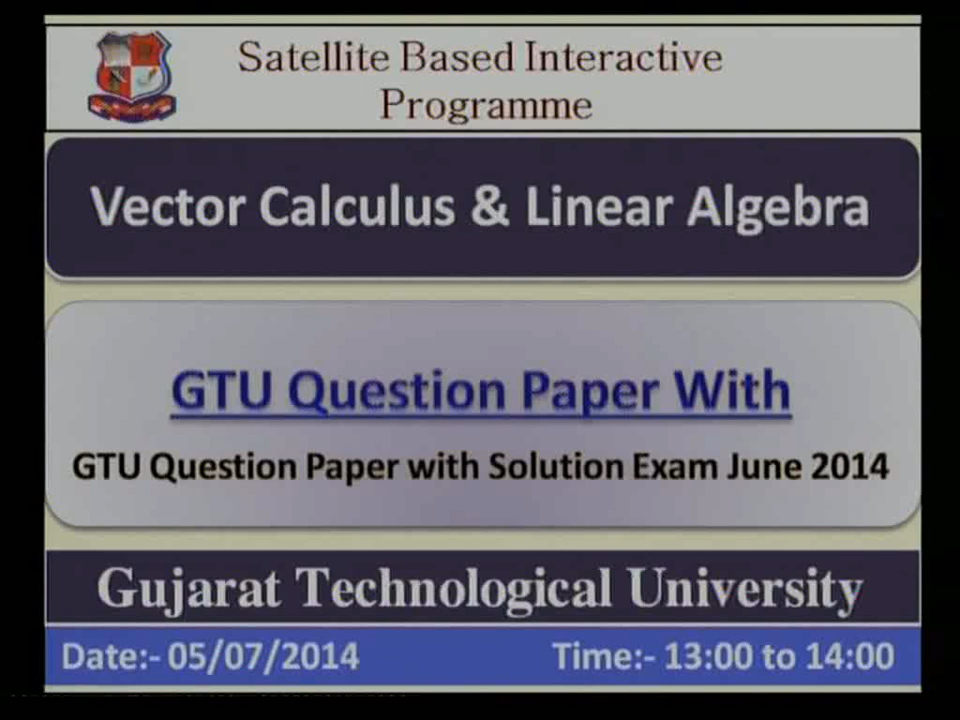 Satellite Based Interactive
Programme
Vector Calculus & Linear Algebra
GTU Question Paper With
GTU Question Paper with Solution Exam June 2014
Gujarat Technological University
Date:- 05/07/2014 Time:- 13:00 to 14:00